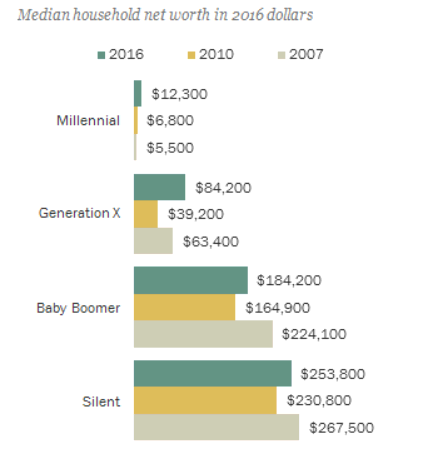 Median household net worth in 2016 dollars
2016 2010 2007
$12,300
Millennial $6,800
$5,500
$84,200
Generation X $39,200
$63,400
$184,200
Baby Boomer $164,900
$224,100
$253,800
Silent $230,800
$267,500